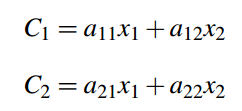 C₁ = a₁₁x₁ + a₁₂x₂
C₂ = a₂₁x₁ + a₂₂x₂